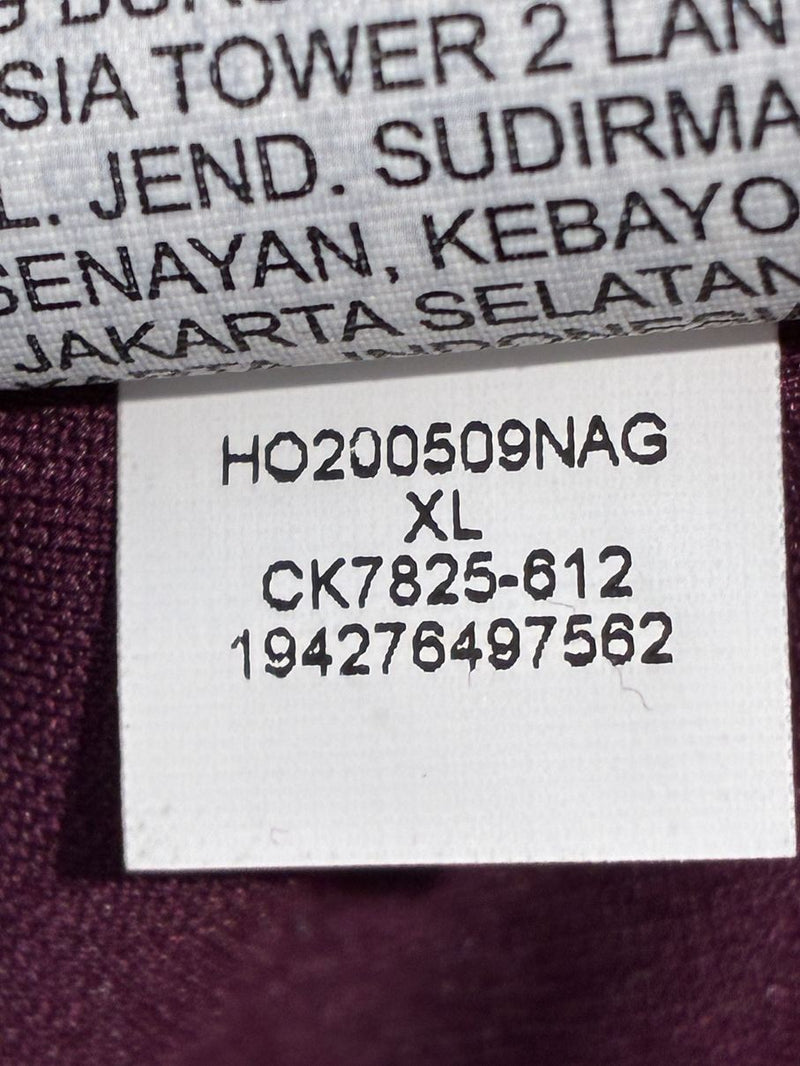 SIA TOWER 2 LAN
L. JEND. SUDIRMA
SENAYAN, KEBAYO
JAKARTA SELATAN
HO200509NAG
XL
CK7825-612
194276497562